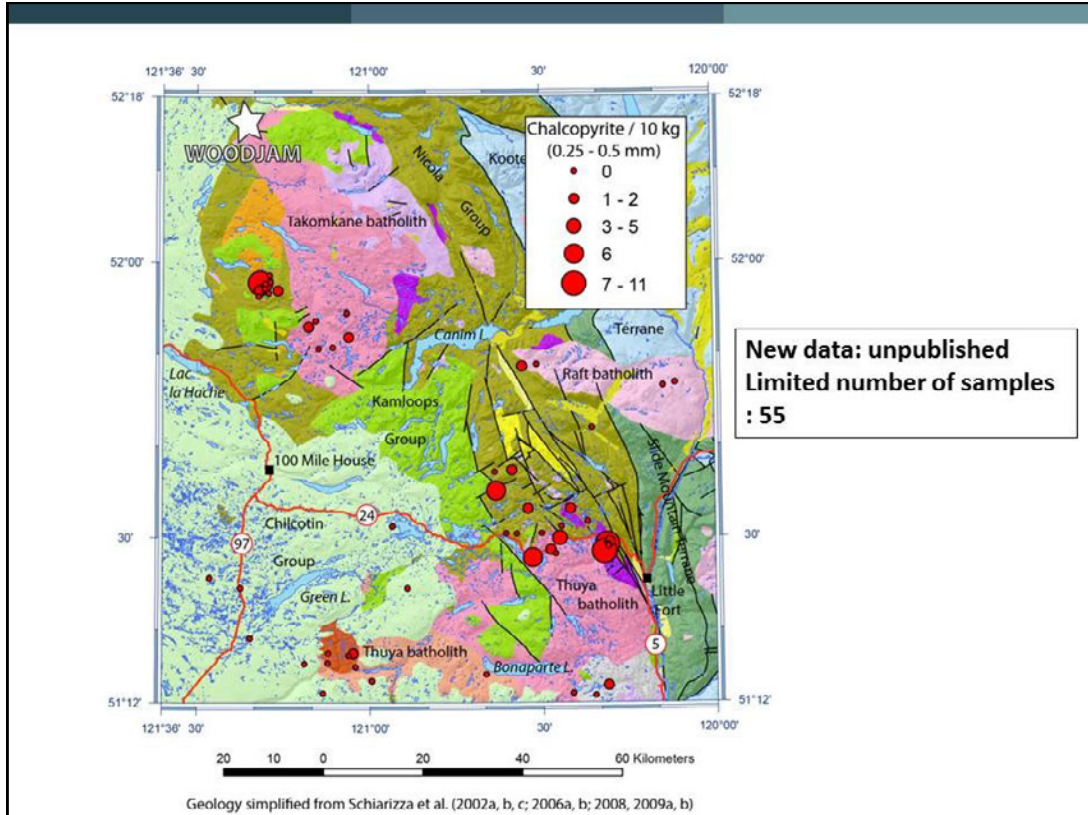 121°36' 30' 121°00' 30' 120°00'
52°18' 52°18'
WOODJAM
Nicola
Group
Koote
Chalcopyrite / 10 kg
(0.25 - 0.5 mm)
0
1 - 2
3 - 5
6
7 - 11
Takomkane batholith
52°00' 52°00'
Canim L.
Terrane
New data: unpublished
Limited number of samples
: 55
Lac
la Hache
Raft batholith
Kamloops
Group
100 Mile House
Slide Mountain Terrane
Chilcotin
24
97
30' 30'
Group
Green L.
Thuya
batholith
Little
Fort
5
Thuya batholith
Bonaparte L.
51°12' 51°12'
121°36' 30' 121°00' 30' 120°00'
20 10 0 20 40 60 Kilometers
Geology simplified from Schiarizza et al. (2002a, b, c; 2006a, b; 2008, 2009a, b)